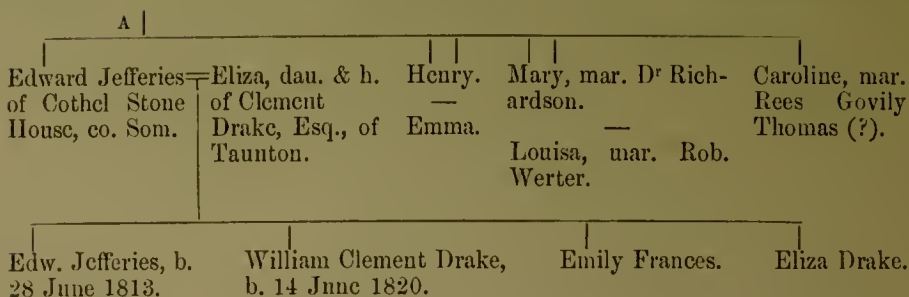 A
Edward Jefferies
of Cothel Stone
House, co. Som.
Eliza, dau. & h.
of Clement
Drake, Esq., of
Taunton.
Henry.
—
Emma.
Mary, mar. Dr Rich-
ardson.
—
Louisa, mar. Rob.
Werter.
Caroline, mar.
Rees Govily
Thomas (?).
Edw. Jefferies, b.
28 June 1813.
William Clement Drake,
b. 14 June 1820.
Emily Frances.
Eliza Drake.